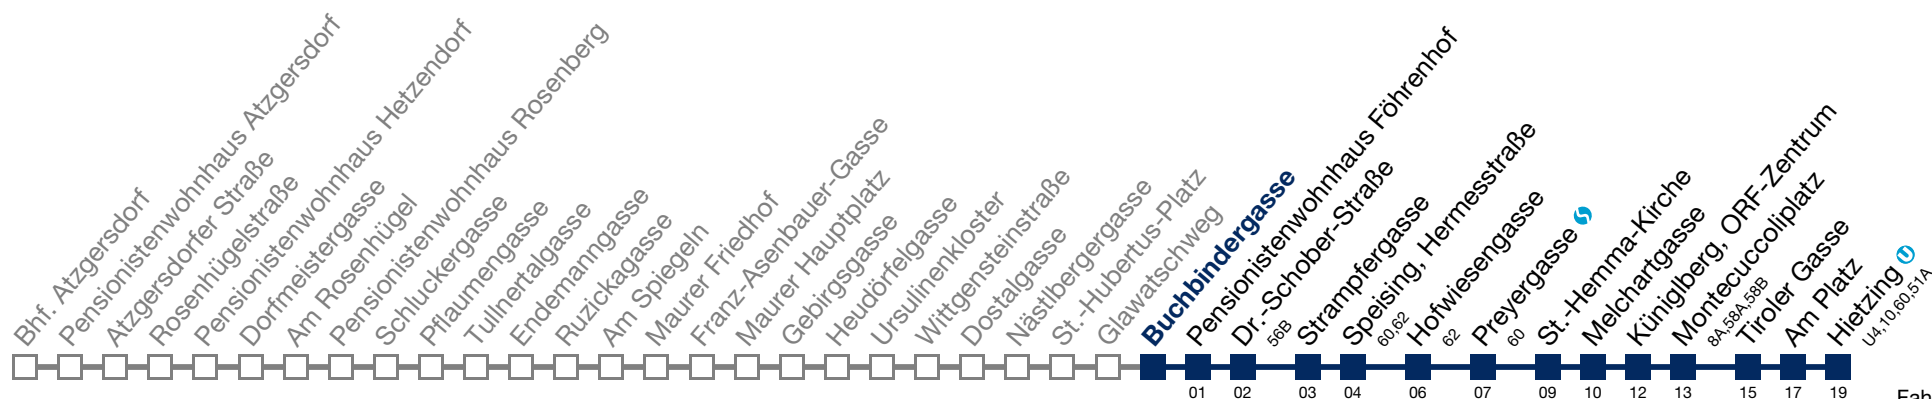 Bnf. Atzgersdorf
Pensionistenwohnhaus Atzgersdorf
Atzgersdorfer Straße
Rosenhügelstraße
Pensionistenwohnhaus Hetzendorf
Dorfmeistergasse
Am Rosenhügel
Pensionistenwohnhaus Rosenberg
Schluckergasse
Pflaumengasse
Tullnertalgasse
Endemanngasse
Ruzickagasse
Am Spiegeln
Maurer Friedhof
Franz-Asenbauer-Gasse
Maurer Hauptplatz
Gebirgsgasse
Heudörfelgasse
Ursulinenkloster
Wittgensteinstraße
Dostalgasse
Nästlbergergasse
St.-Hubertus-Platz
Glawatschweg
Buchbindergasse
Pensionistenwohnhaus Föhrenhof
Dr.-Schober-Straße
56B
Strampfergasse
Speising, Hermesstraße
60,62
Hofwiesengasse
62
Preyergasse
60
St.-Hemma-Kirche
Melchartgasse
Küniglberg, ORF-Zentrum
Montecuccoliplatz
8A,58A,58B
Tiroler Gasse
Am Platz
Hietzing U
U4,10,60,51A
01 02 03 04 06 07 09 10 12 13 15 17 19
Fah